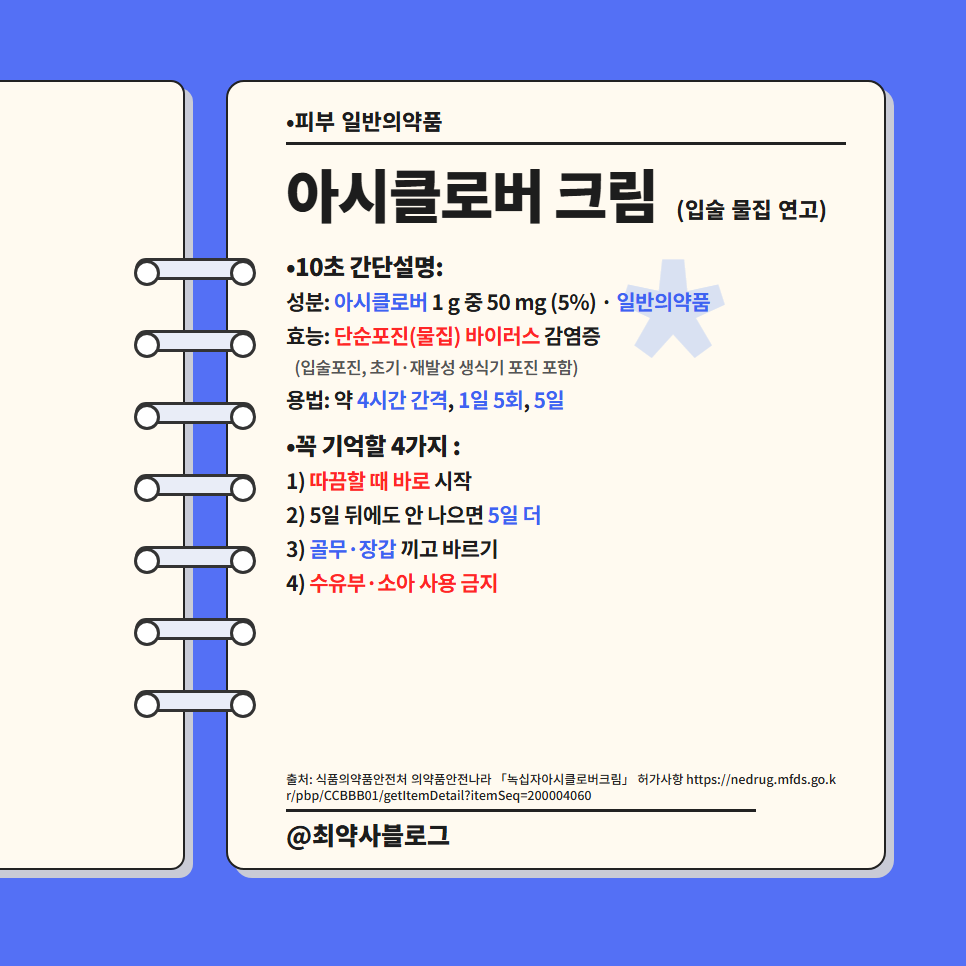 •피부 일반의약품
아시클로버 크림 (입술 물집 연고)
•10초 간단설명:
성분: 아시클로버 1 g 중 50 mg (5%) · 일반의약품
효능: 단순포진(물집) 바이러스 감염증
(입술포진, 초기·재발성 생식기 포진 포함)
용법: 약 4시간 간격, 1일 5회, 5일
•꼭 기억할 4가지 :
1) 따끔할 때 바로 시작
2) 5일 뒤에도 안 나으면 5일 더
3) 골무·장갑 끼고 바르기
4) 수유부·소아 사용 금지
출처: 식품의약품안전처 의약품안전나라 「녹십자아시클로버크림」 허가사항 https://nedrug.mfds.go.k
r/pbp/CCBBB01/getItemDetail?itemSeq=200004060
@최약사블로그